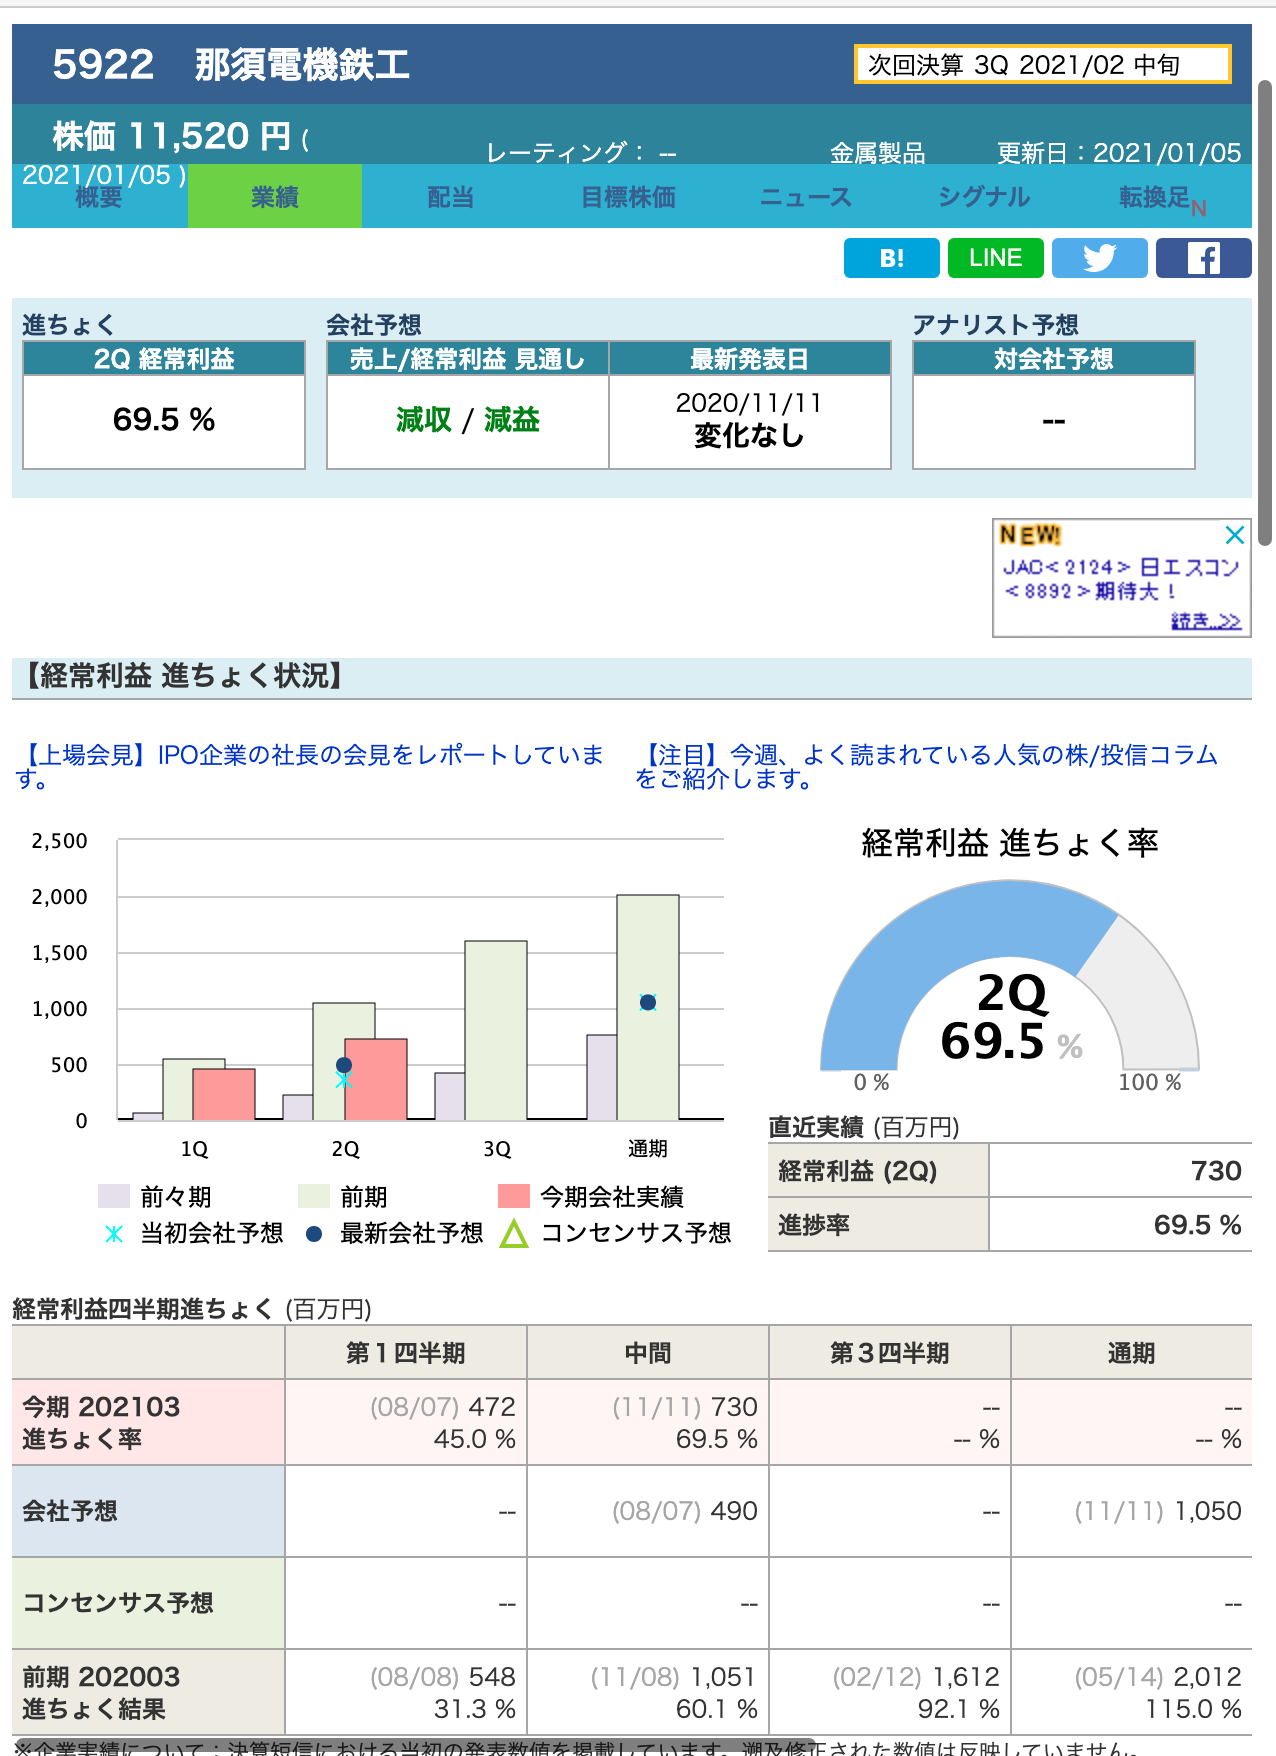 5922 那須電機鉄工
次回決算 3Q 2021/02 中旬
株価 11,520 円 (
2021/01/05 )
レーティング： --
金属製品
更新日：2021/01/05
概要 業績 配当 目標株価 ニュース シグナル 転換足 N
B! LINE
進ちょく
2Q 経常利益
69.5 %
会社予想
売上/経常利益 見通し 最新発表日
減収 / 減益
2020/11/11
変化なし
アナリスト予想
対会社予想
--
NEW!
JAC<2124> 日エスコン
<8892>期待大！
続き..>>
【経常利益 進ちょく状況】
【上場会見】IPO企業の社長の会見をレポートしていま
す。
【注目】今週、よく読まれている人気の株/投信コラム
をご紹介します。
2,500
2,000
1,500
1,000
500
0
1Q 2Q 3Q 通期
前々期 前期 今期会社実績
当初会社予想 最新会社予想 コンセンサス予想
経常利益 進ちょく率
2Q
69.5 %
0 % 100 %
直近実績 (百万円)
経常利益 (2Q) 730
進捗率 69.5 %
経常利益四半期進ちょく (百万円)
第１四半期 中間 第３四半期 通期
今期 202103 (08/07) 472 (11/11) 730 -- --
進ちょく率 45.0 % 69.5 % -- % -- %
会社予想 -- (08/07) 490 -- (11/11) 1,050
コンセンサス予想 -- -- -- --
前期 202003 (08/08) 548 (11/08) 1,051 (02/12) 1,612 (05/14) 2,012
進ちょく結果 31.3 % 60.1 % 92.1 % 115.0 %
※企業実績について：決算短信における当初の発表数値を掲載しています。遡及修正された数値は反映していません。